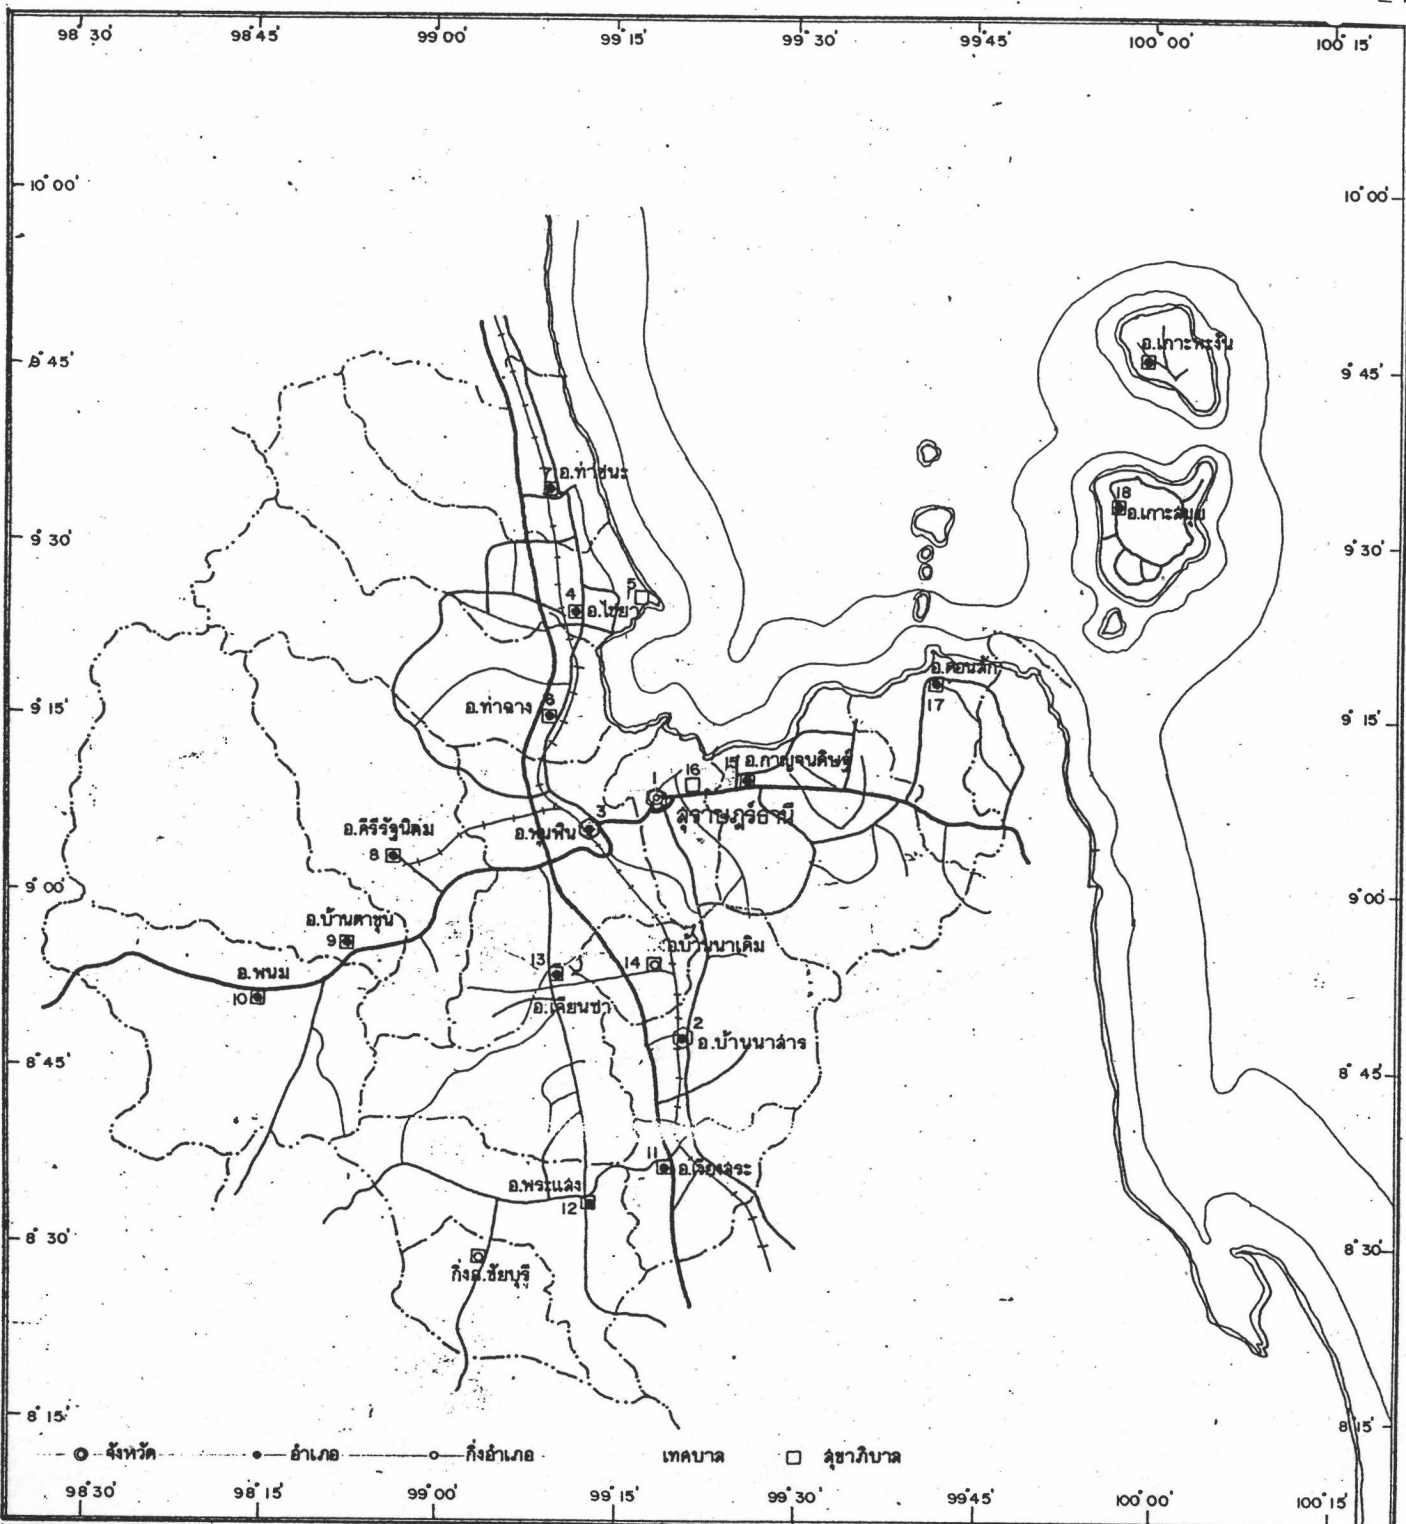 98° 30'
98° 45'
99° 00'
99° 15'
99° 30'
99° 45'
100° 00'
100° 15'
10° 00'
10° 00'
9° 45'
9° 45'
อ.เกาะพะงัน
7
อ.ท่าชนะ
18
อ.เกาะสมุย
9° 30'
9° 30'
5
4
อ.ไชยา
อ.ดอนสัก
17
9° 15'
9° 15'
6
อ.ท่าฉาง
15
อ.กาญจนดิษฐ์
16
1
สุราษฎร์ธานี
3
อ.พุนพิน
อ.คีรีรัฐนิคม
8
9° 00'
9° 00'
อ.บ้านตาขุน
9
อ.บ้านนาเดิม
14
13
อ.พนม
10
อ.เคียนซา
2
อ.บ้านนาสาร
8° 45'
8° 45'
11
อ.เวียงสระ
อ.พระแสง
12
8° 30'
8° 30'
กิ่งอ.ชัยบุรี
8° 15'
8° 15'
จังหวัด อำเภอ กิ่งอำเภอ เทศบาล สุขาภิบาล
98° 30'
98° 15'
99° 00'
99° 15'
99° 30'
99° 45'
100° 00'
100° 15'